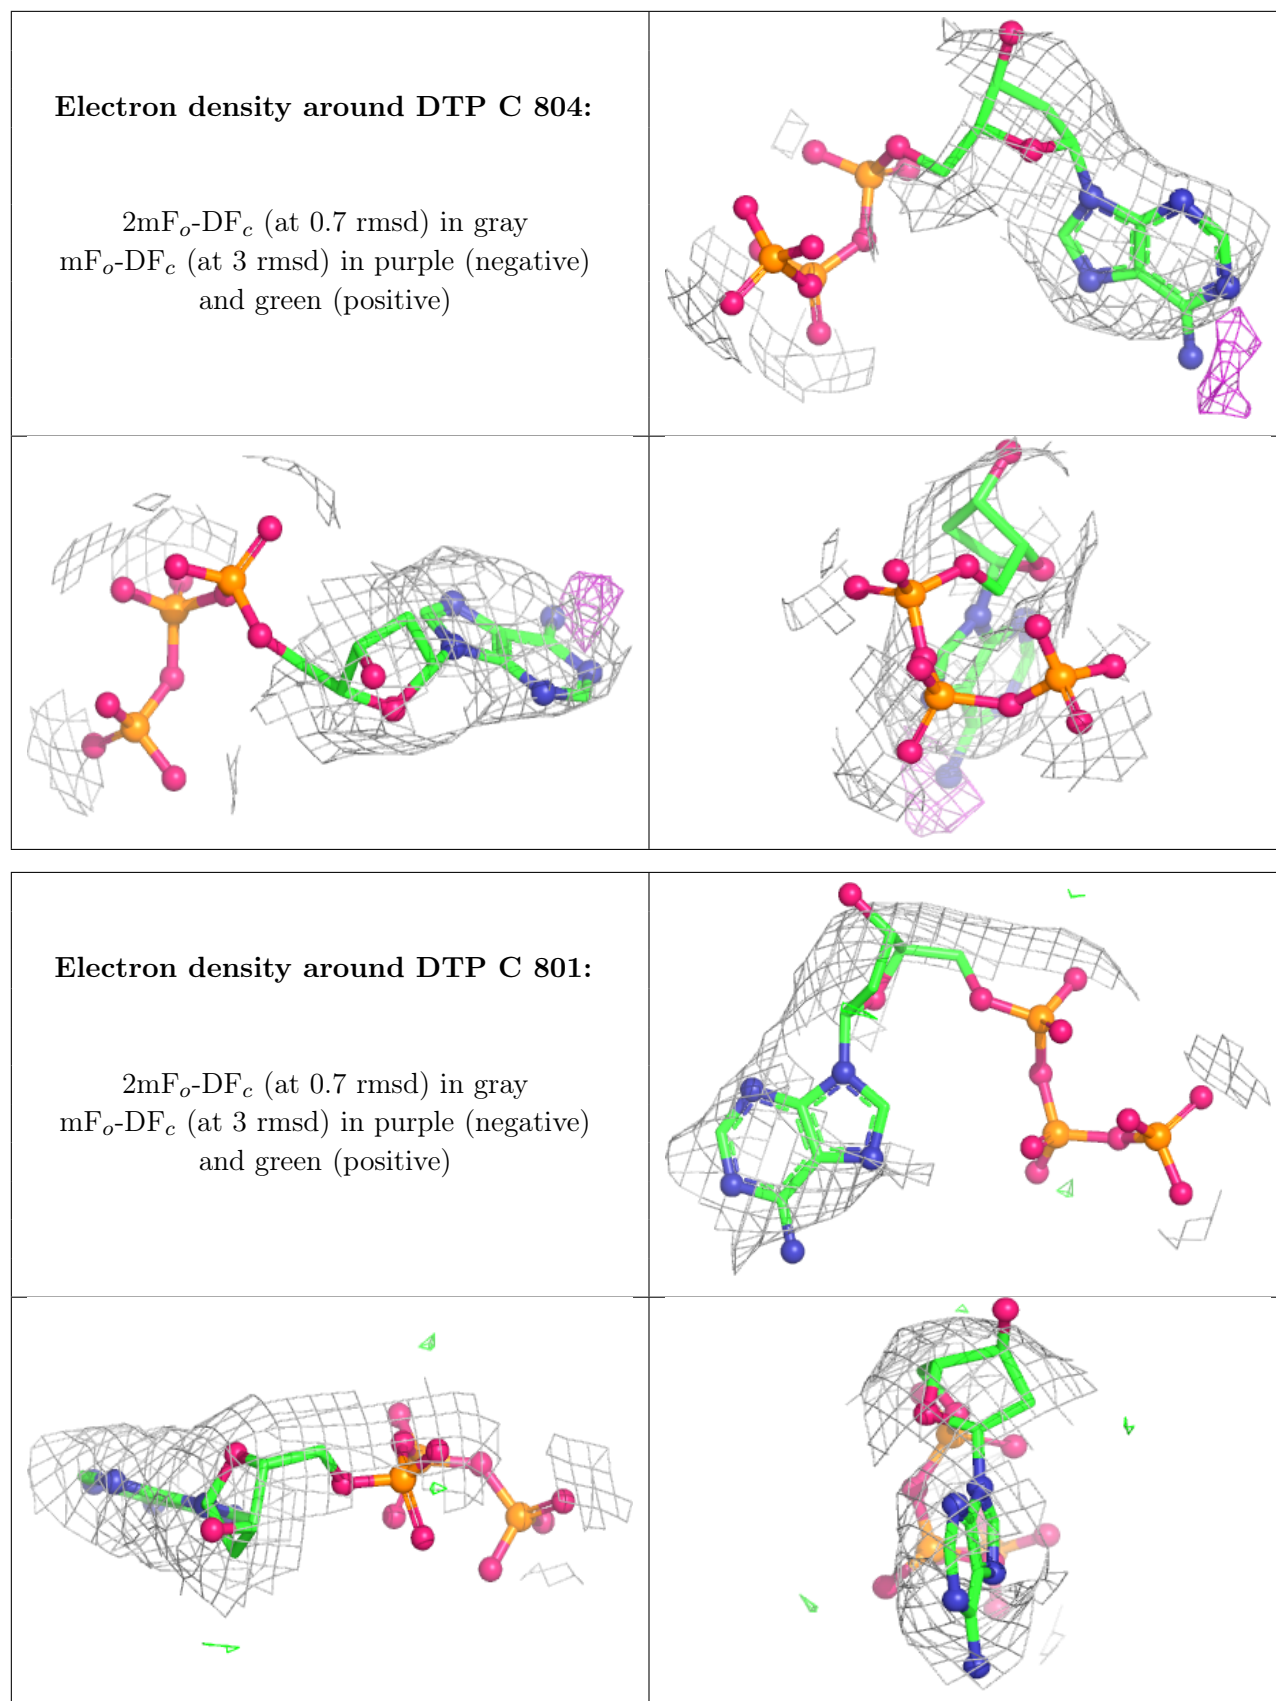 Electron density around DTP C 804:
2mFo-DFc (at 0.7 rmsd) in gray
mFo-DFc (at 3 rmsd) in purple (negative)
and green (positive)
Electron density around DTP C 801:
2mFo-DFc (at 0.7 rmsd) in gray
mFo-DFc (at 3 rmsd) in purple (negative)
and green (positive)